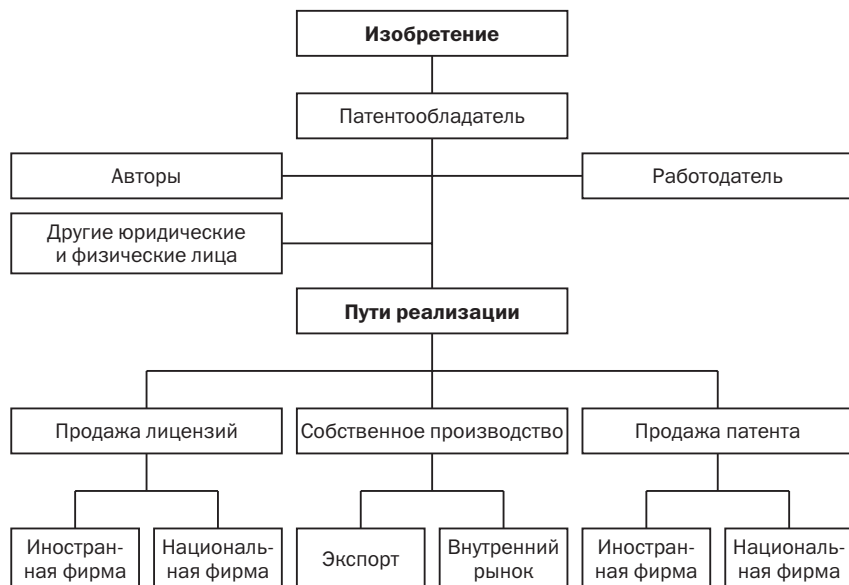 Изобретение
Патентообладатель
Авторы
Работодатель
Другие юридические
и физические лица
Пути реализации
Продажа лицензий
Собственное производство
Продажа патента
Иностран-
ная фирма
Националь-
ная фирма
Экспорт
Внутренний
рынок
Иностран-
ная фирма
Националь-
ная фирма